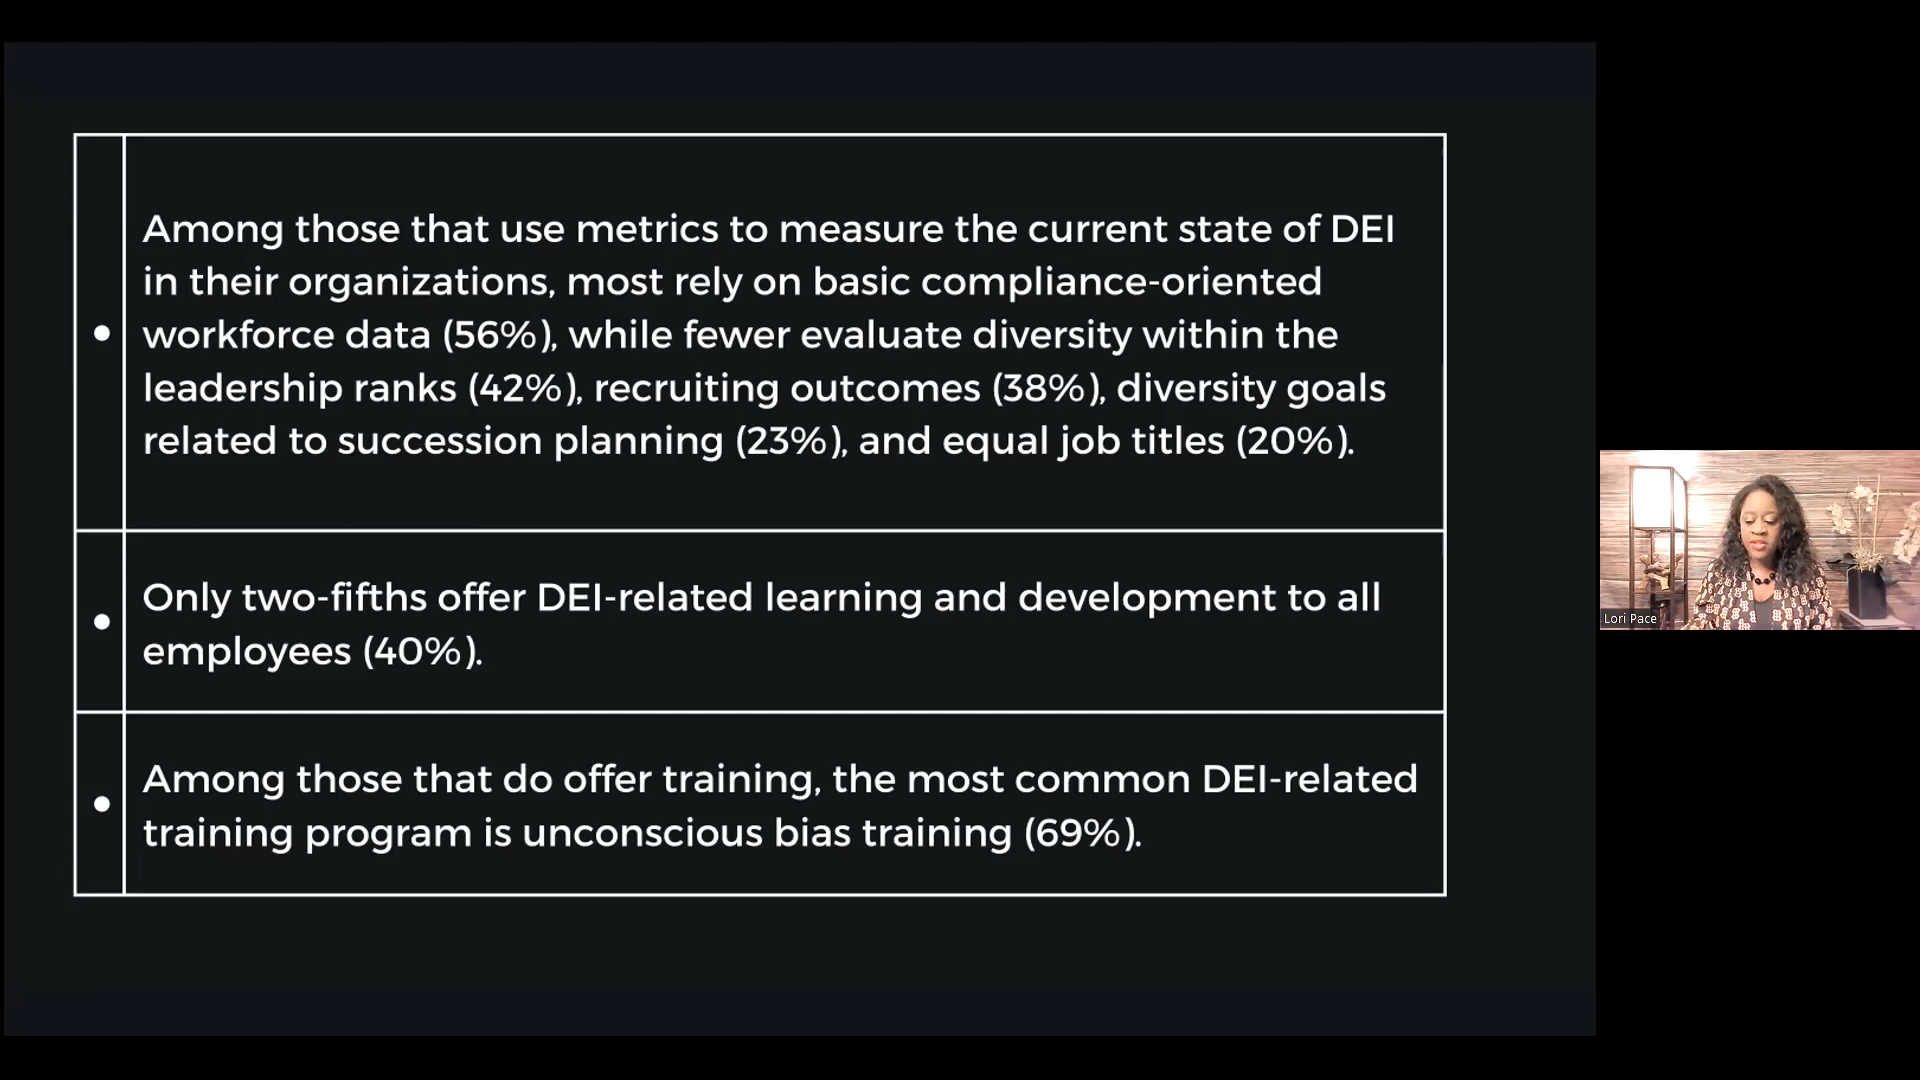 Among those that use metrics to measure the current state of DEI
in their organizations, most rely on basic compliance-oriented
workforce data (56%), while fewer evaluate diversity within the
leadership ranks (42%), recruiting outcomes (38%), diversity goals
related to succession planning (23%), and equal job titles (20%).
Only two-fifths offer DEI-related learning and development to all
employees (40%).
Among those that do offer training, the most common DEI-related
training program is unconscious bias training (69%).
Lori Pace